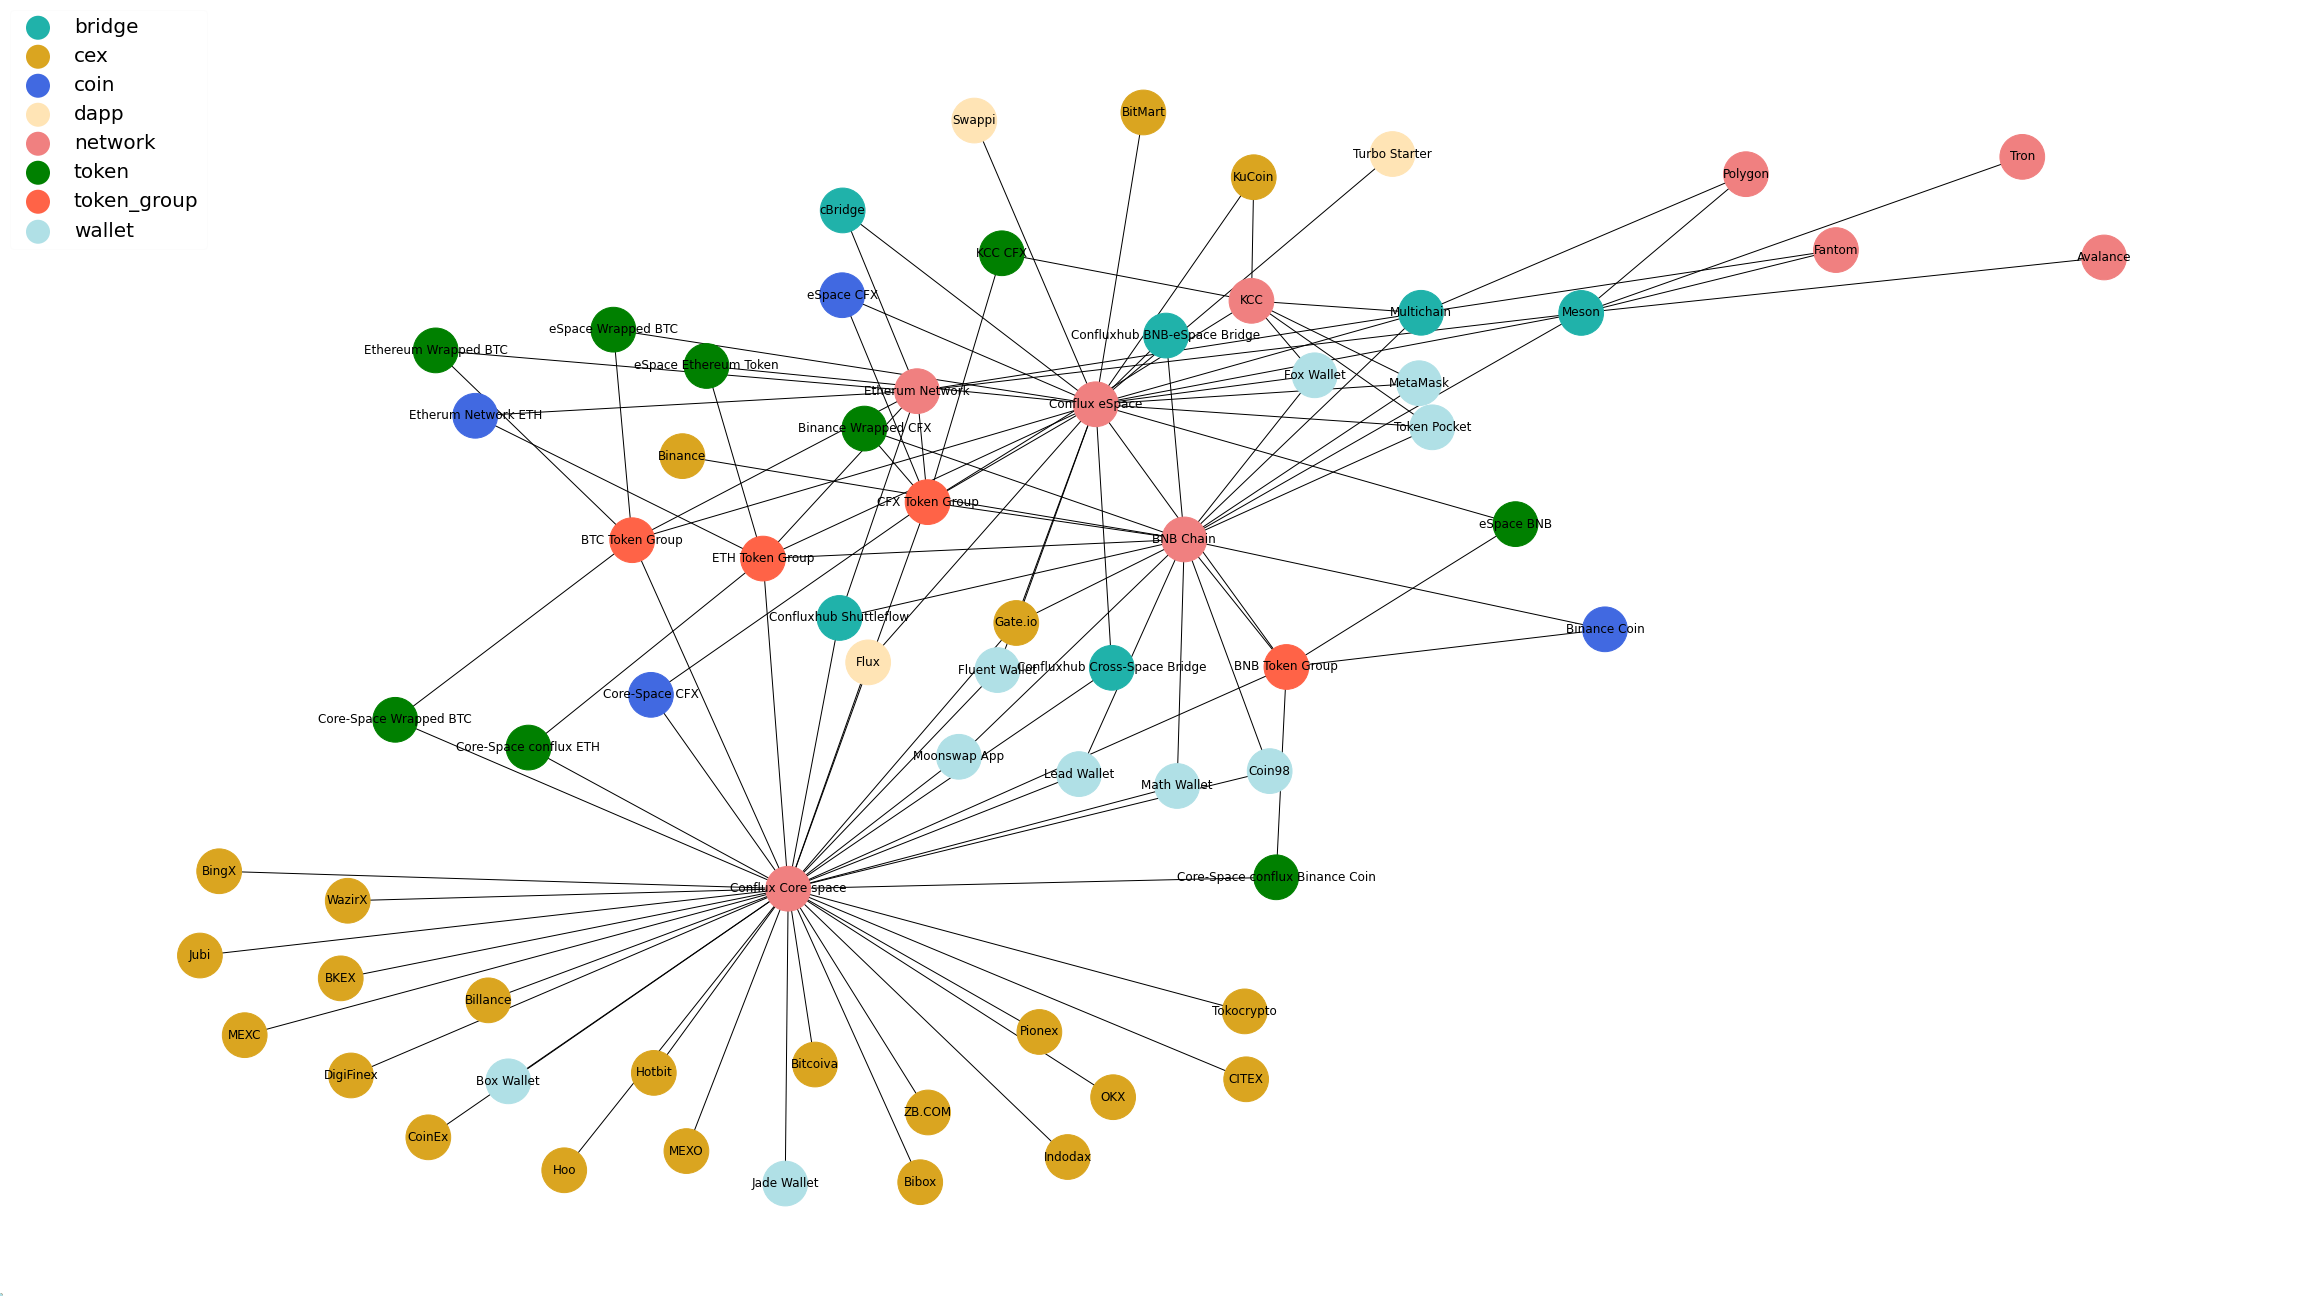 bridge
cex
coin
dapp
network
token
token_group
wallet
BitMart
Swappi
Turbo Starter
Tron
Polygon
KuCoin
cBridge
Fantom
KCC CFX
Avalance
eSpace CFX
KCC
Multichain
Meson
eSpace Wrapped BTC
Confluxhub BNB-eSpace Bridge
Ethereum Wrapped BTC
eSpace Ethereum Token
Fox Wallet
MetaMask
Etherum Network
Conflux eSpace
Etherum Network ETH
Binance Wrapped CFX
Token Pocket
Binance
CFX Token Group
eSpace BNB
BTC Token Group
BNB Chain
ETH Token Group
Confluxhub Shuttleflow
Gate.io
Binance Coin
Flux
Fluent Wallet
Confluxhub Cross-Space Bridge
BNB Token Group
Core-Space CFX
Core-Space Wrapped BTC
Core-Space conflux ETH
Moonswap App
Lead Wallet
Math Wallet
Coin98
BingX
Core-Space conflux Binance Coin
Conflux Core space
WazirX
Jubi
BKEX
Billance
Tokocrypto
MEXC
Pionex
Bitcoiva
Hotbit
DigiFinex
Box Wallet
CITEX
OKX
ZB.COM
CoinEx
MEXO
Indodax
Hoo
Jade Wallet
Bibox